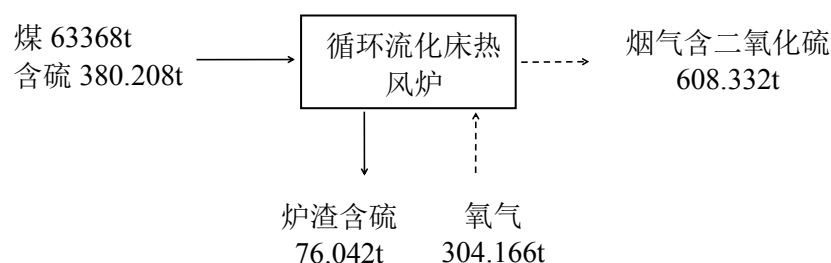 煤 63368t
含硫 380.208t
循环流化床热
风炉
烟气含二氧化硫
608.332t
炉渣含硫
76.042t
氧气
304.166t